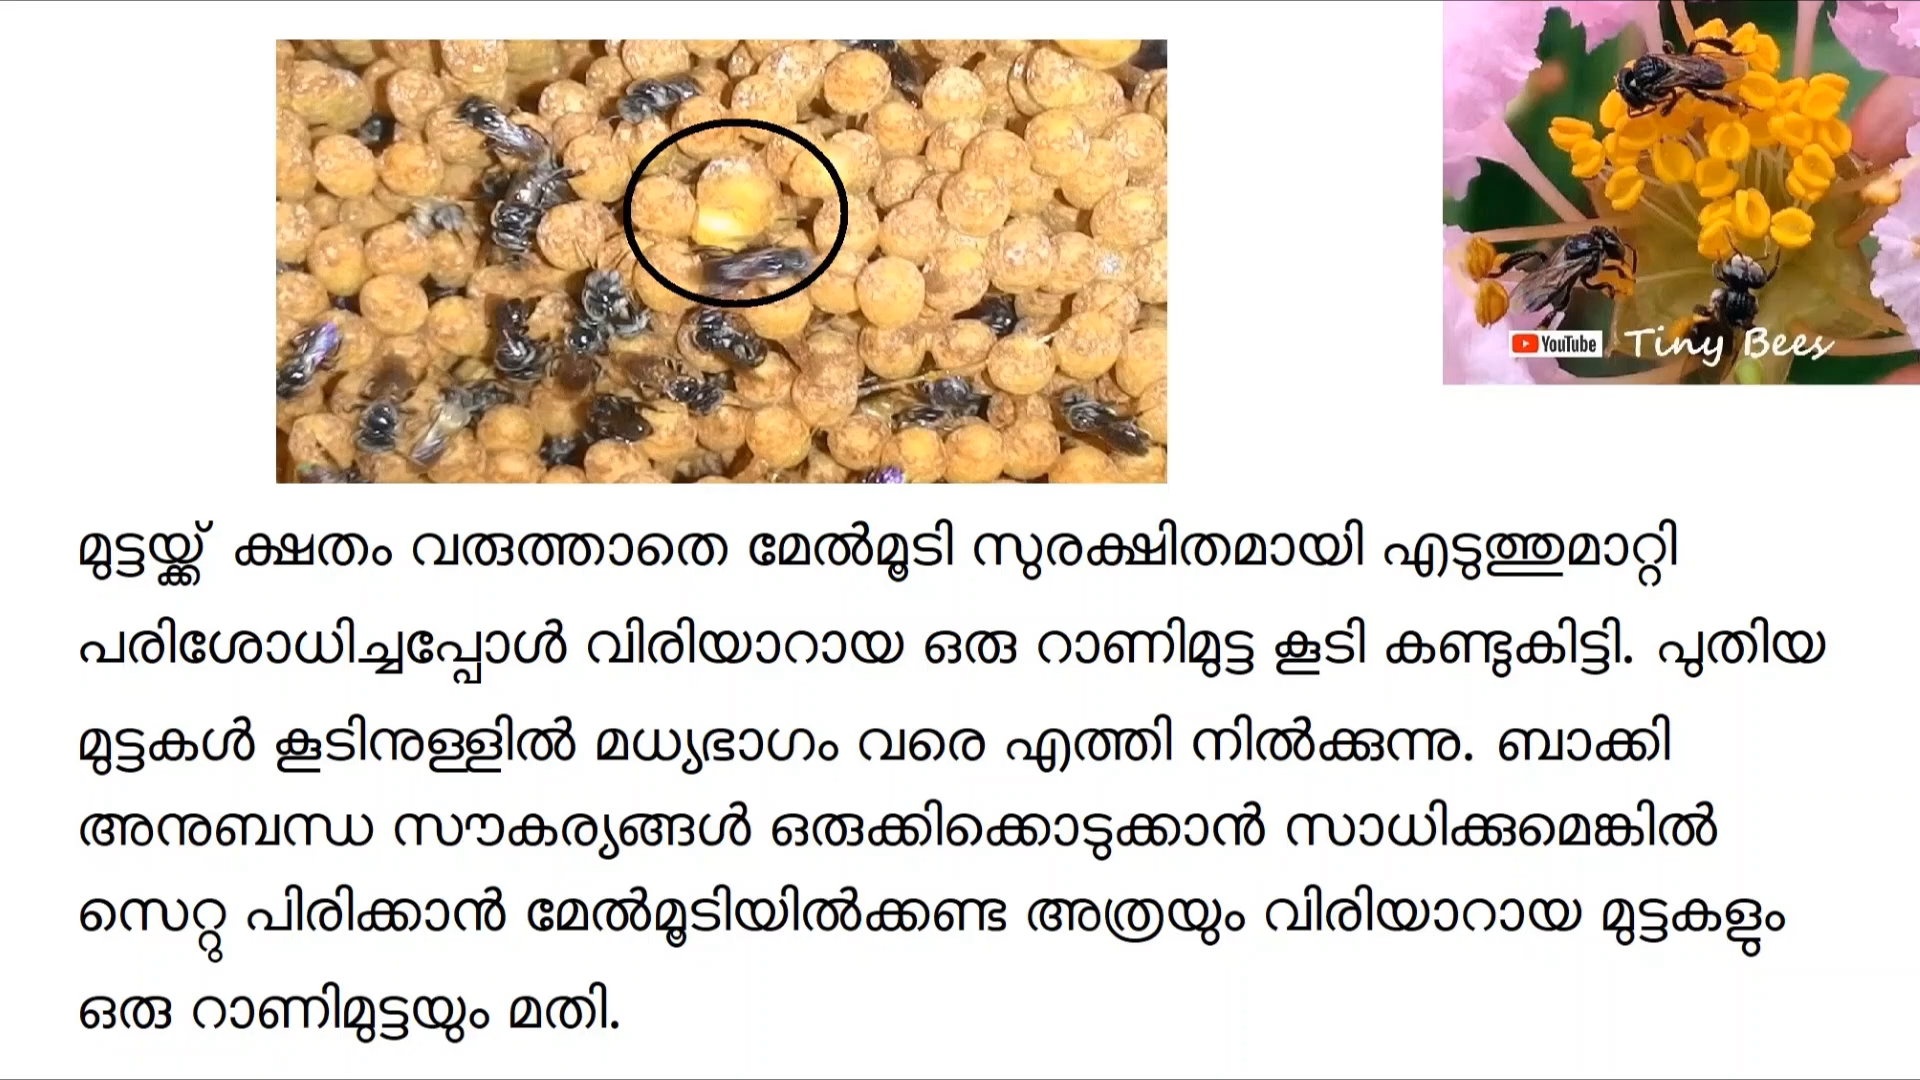 YouTube Tiny Bees
മുട്ടയ്ക്ക് ക്ഷതം വരുത്താതെ മേൽമൂടി സുരക്ഷിതമായി എടുത്തുമാറ്റി
പരിശോധിച്ചപ്പോൾ വിരിയാറായ ഒരു റാണിമുട്ട കൂടി കണ്ടുകിട്ടി. പുതിയ
മുട്ടകൾ കൂടിനുള്ളിൽ മധ്യഭാഗം വരെ എത്തി നിൽക്കുന്നു. ബാക്കി
അനുബന്ധ സൗകര്യങ്ങൾ ഒരുക്കിക്കൊടുക്കാൻ സാധിക്കുമെങ്കിൽ
സെറ്റു പിരിക്കാൻ മേൽമൂടിയിൽക്കണ്ട അത്രയും വിരിയാറായ മുട്ടകളും
ഒരു റാണിമുട്ടയും മതി.